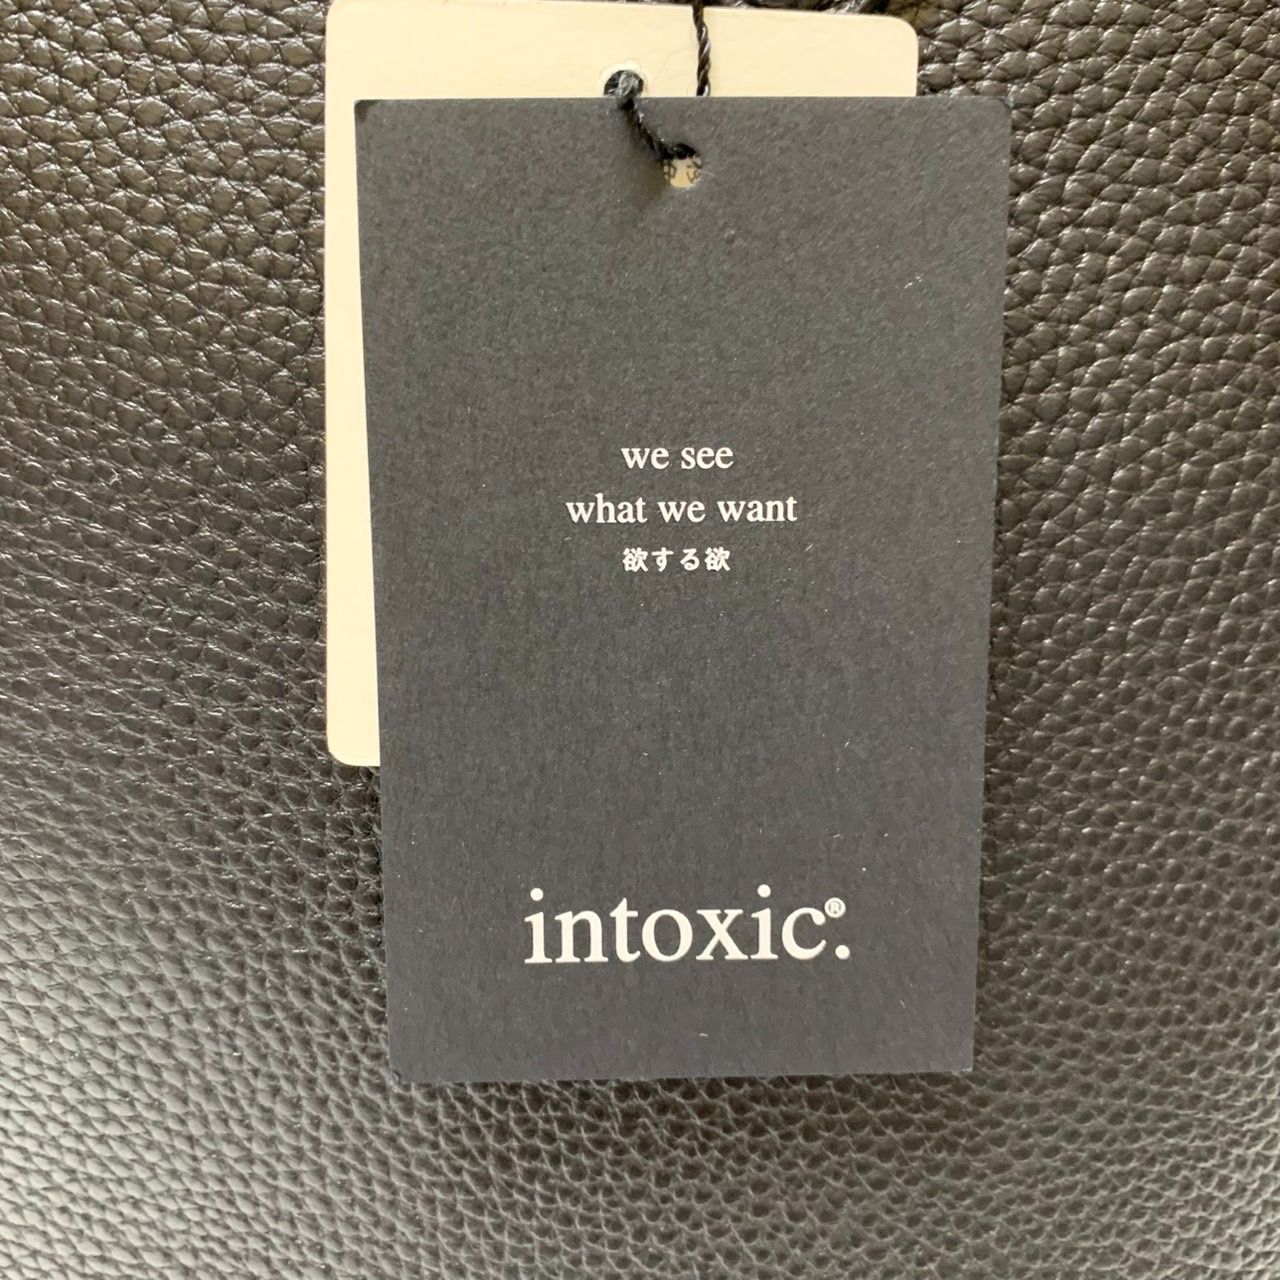 we see
what we want
欲する欲
intoxic®.